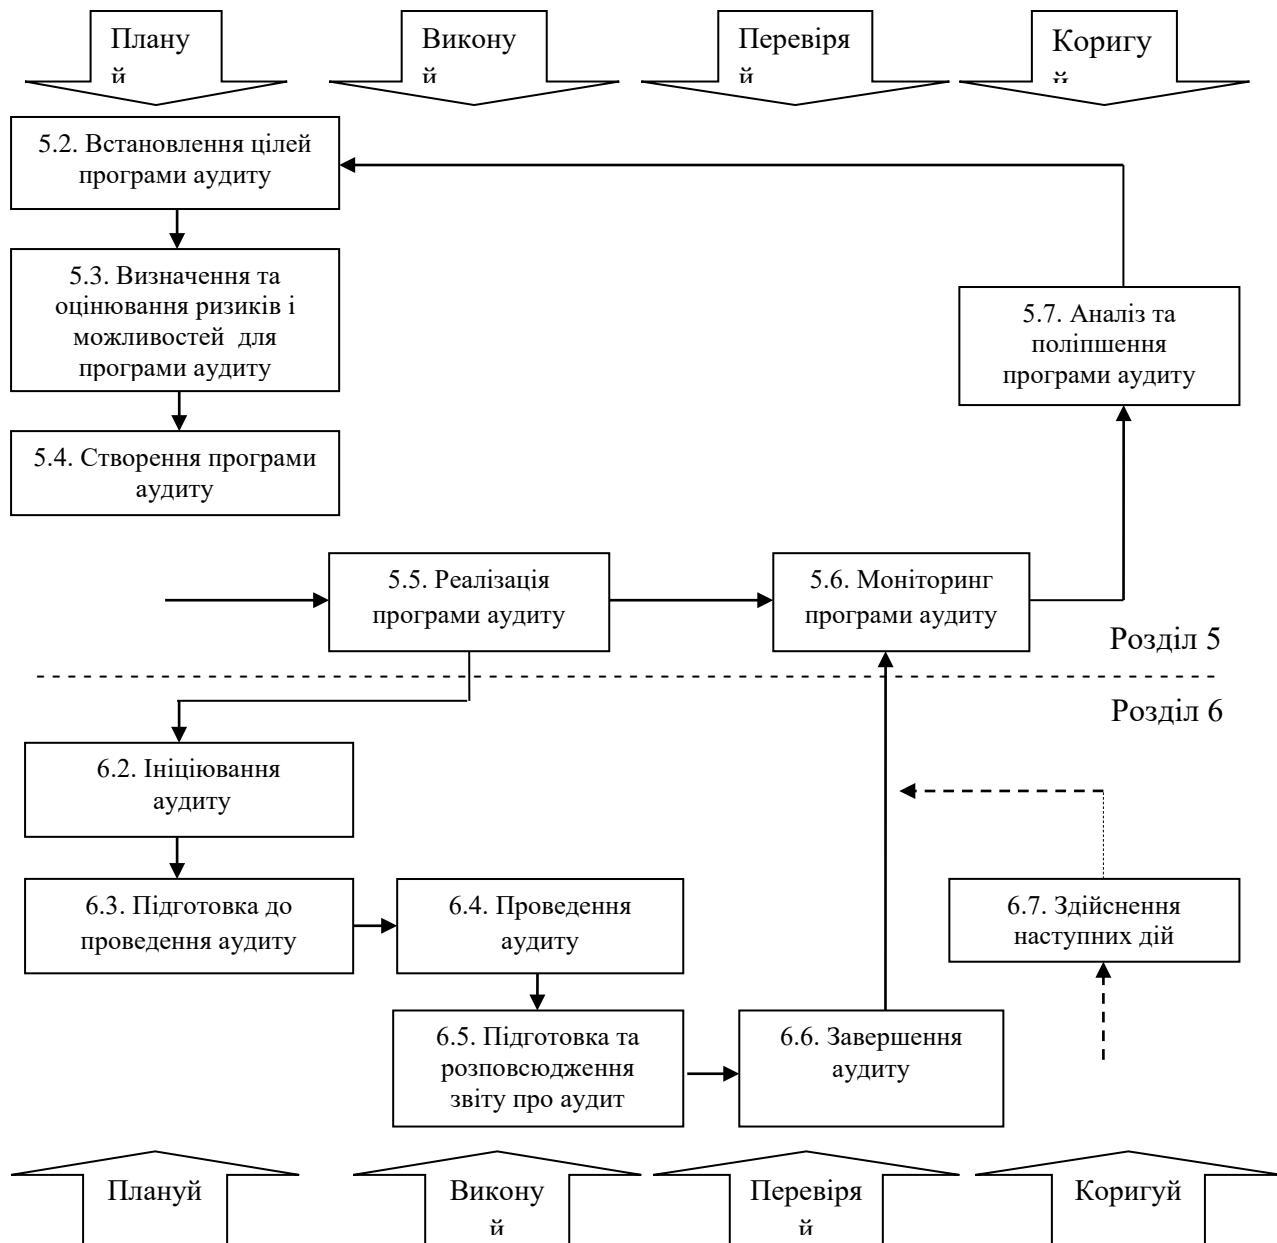 Плану
й
Викону
й
Перевіря
й
Коригу
й
5.2. Встановлення цілей
програми аудиту
5.3. Визначення та
оцінювання ризиків і
можливостей для
програми аудиту
5.7. Аналіз та
поліпшення
програми аудиту
5.4. Створення програми
аудиту
5.5. Реалізація
програми аудиту
5.6. Моніторинг
програми аудиту
Розділ 5
Розділ 6
6.2. Ініціювання
аудиту
6.3. Підготовка до
проведення аудиту
6.4. Проведення
аудиту
6.7. Здійснення
наступних дій
6.5. Підготовка та
розповсюдження
звіту про аудит
6.6. Завершення
аудиту
Плануй
Викону
й
Перевіря
й
Коригуй